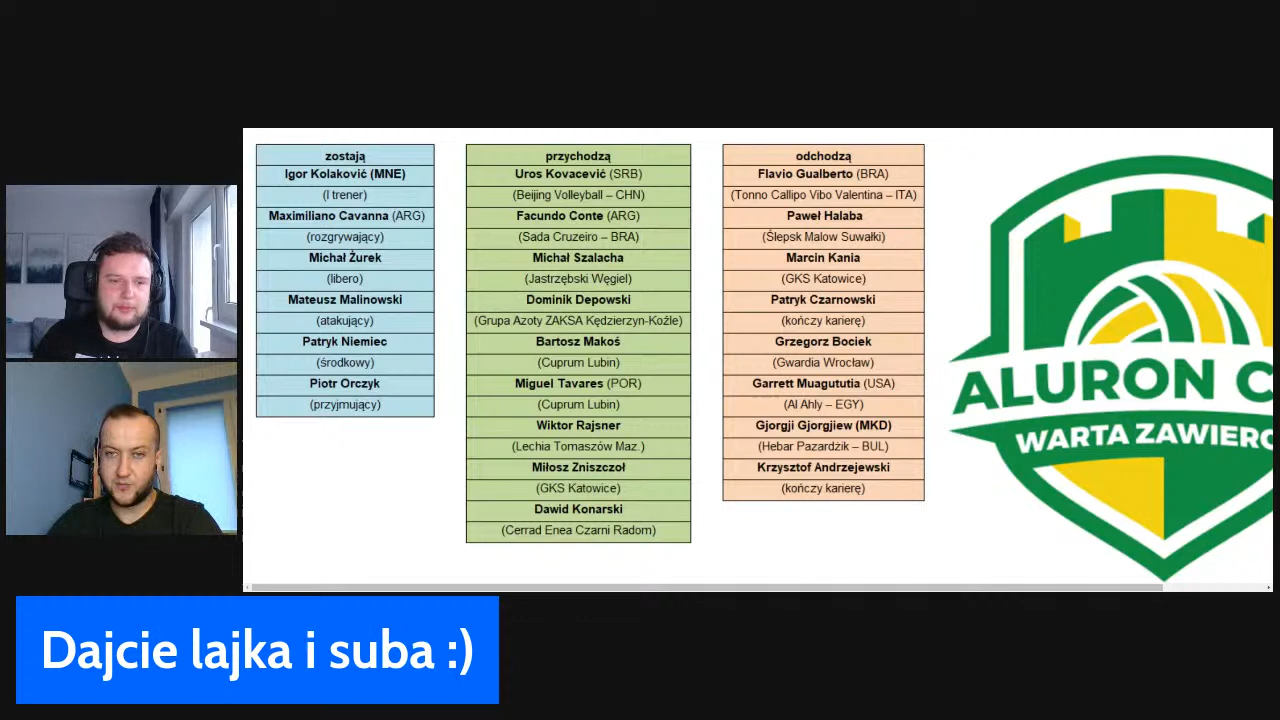 zostają
Igor Kolaković (MNE)
(I trener)
Maximiliano Cavanna (ARG)
(rozgrywający)
Michał Żurek
(libero)
Mateusz Malinowski
(atakujący)
Patryk Niemiec
(środkowy)
Piotr Orczyk
(przyjmujący)
przychodzą
Uros Kovacević (SRB)
(Beijing Volleyball – CHN)
Facundo Conte (ARG)
(Sada Cruzeiro – BRA)
Michał Szalacha
(Jastrzębski Węgiel)
Dominik Depowski
(Grupa Azoty ZAKSA Kędzierzyn-Koźle)
Bartosz Makoś
(Cuprum Lubin)
Miguel Tavares (POR)
(Cuprum Lubin)
Wiktor Rajsner
(Lechia Tomaszów Maz.)
Miłosz Zniszczoł
(GKS Katowice)
Dawid Konarski
(Cerrad Enea Czarni Radom)
odchodzą
Flavio Gualberto (BRA)
(Tonno Callipo Vibo Valentina – ITA)
Paweł Halaba
(Ślepsk Malow Suwałki)
Marcin Kania
(GKS Katowice)
Patryk Czarnowski
(kończy karierę)
Grzegorz Bociek
(Gwardia Wrocław)
Garrett Muagututia (USA)
(Al Ahly – EGY)
Gjorgji Gjorgjiew (MKD)
(Hebar Pazardżik – BUL)
Krzysztof Andrzejewski
(kończy karierę)
ALURON C
WARTA ZAWIERC
Dajcie lajka i suba :)